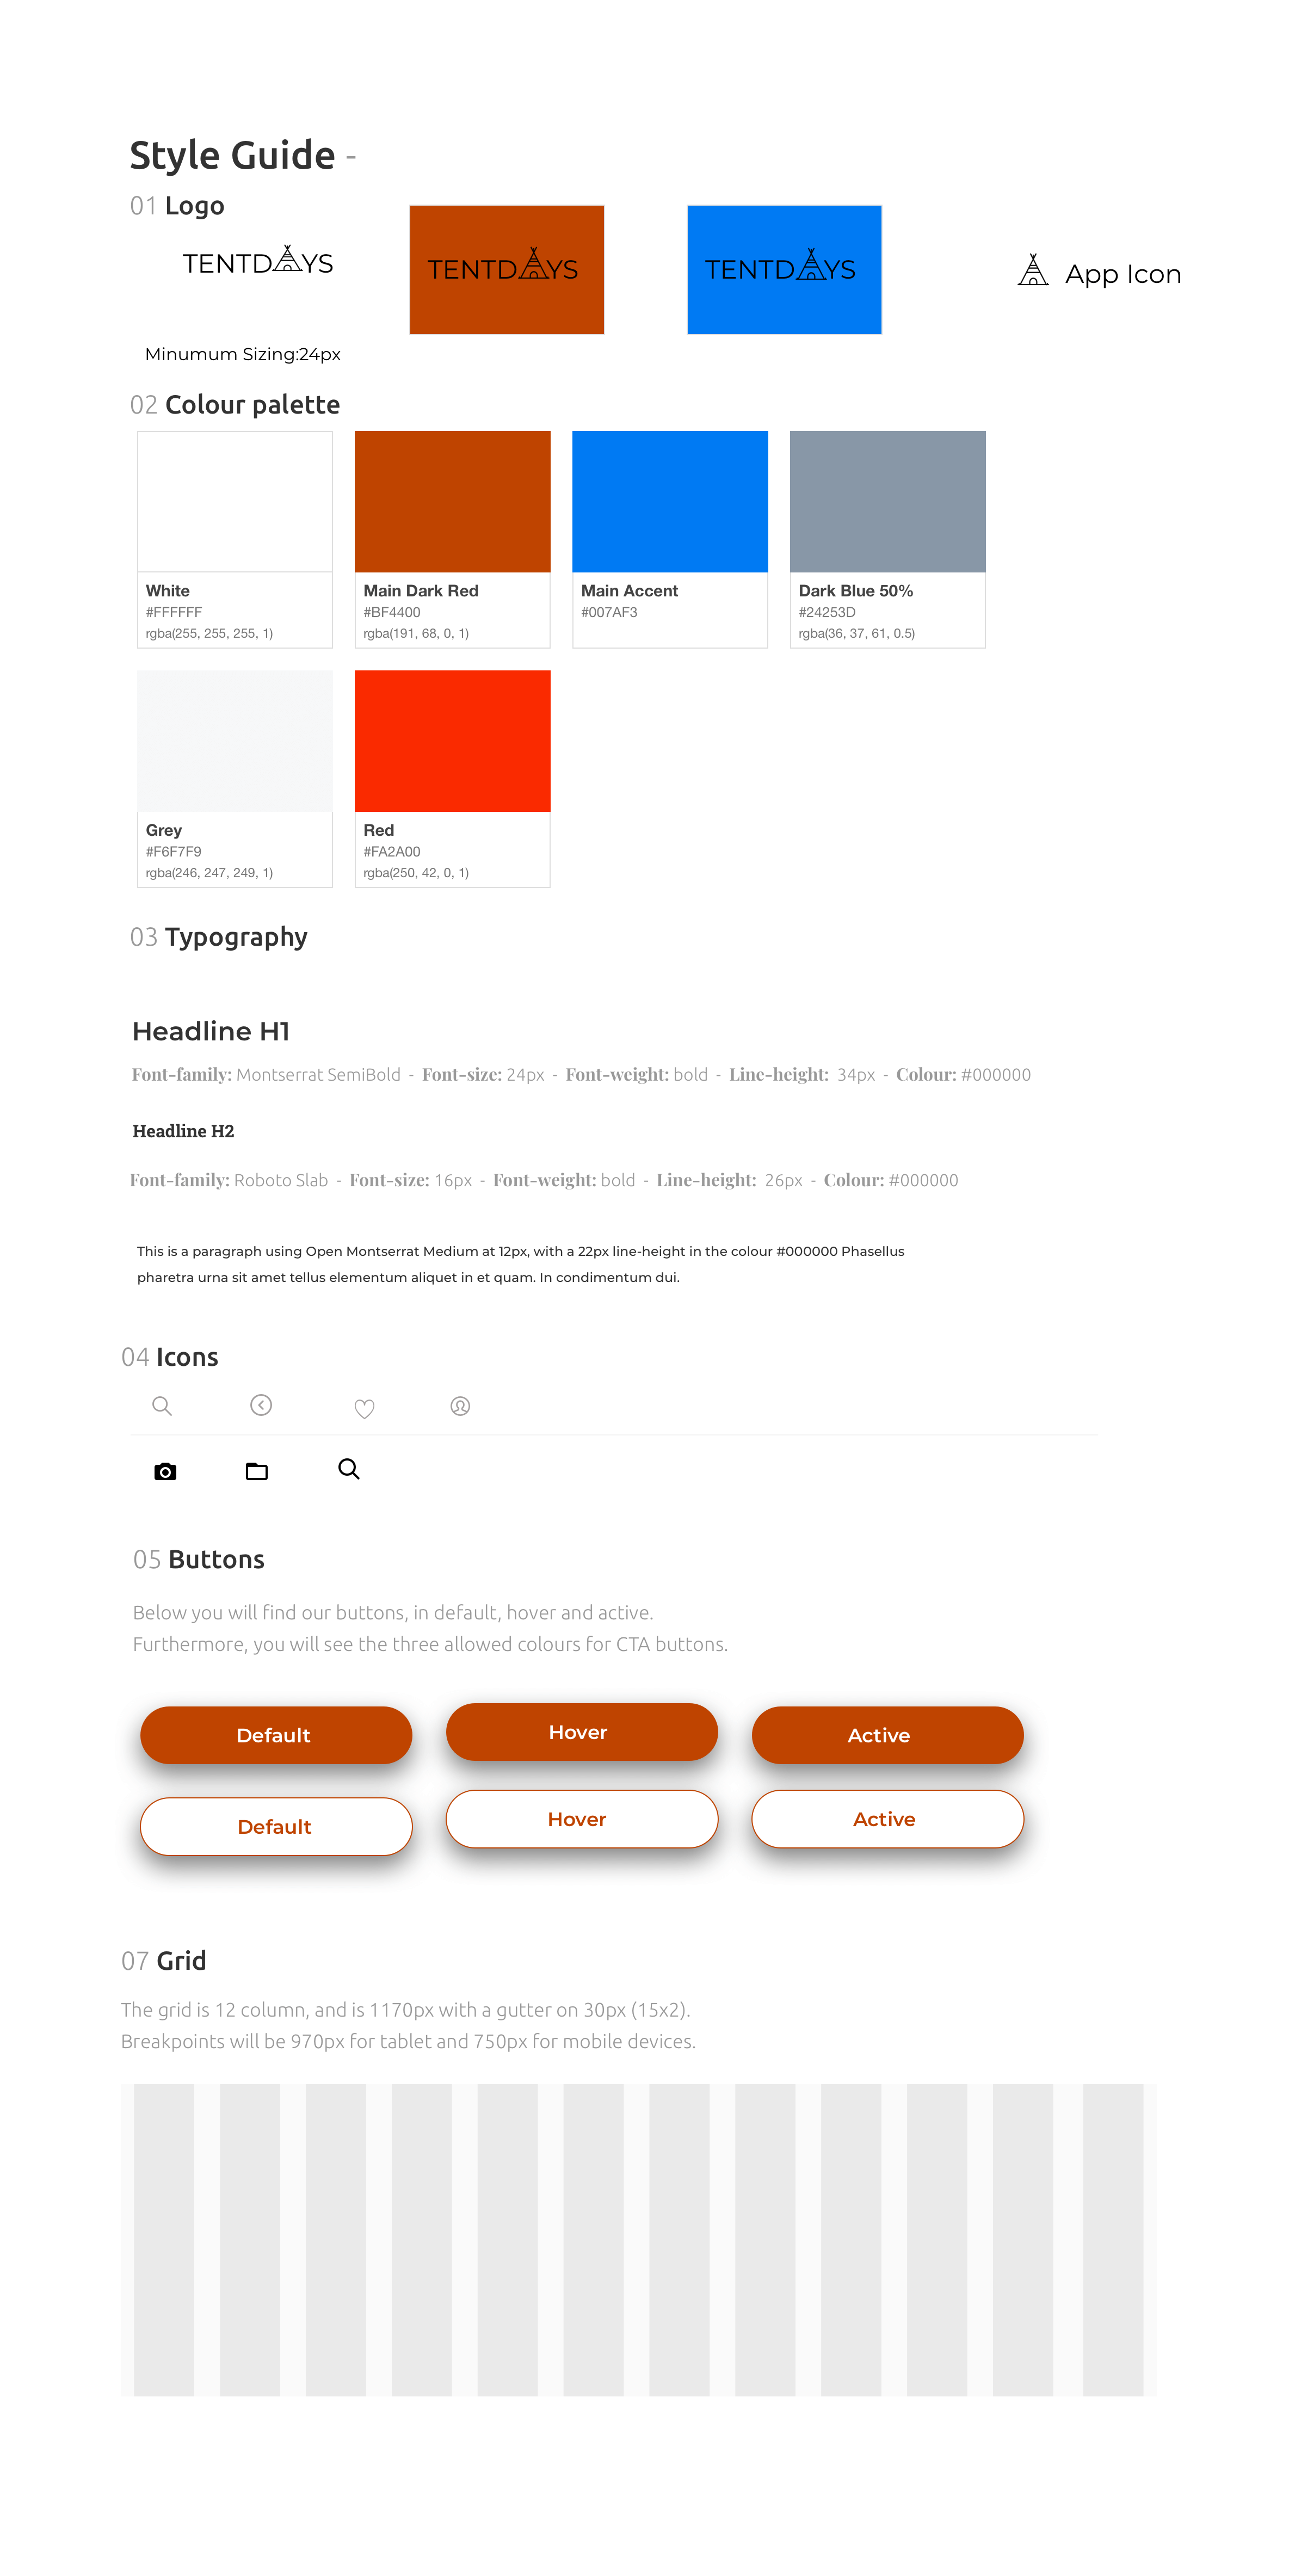 Style Guide -
01 Logo
TENTDAYS
TENTDAYS
TENTDAYS
App Icon
Minumum Sizing:24px
02 Colour palette
White
#FFFFFF
rgba(255, 255, 255, 1)
Main Dark Red
#BF4400
rgba(191, 68, 0, 1)
Main Accent
#007AF3
Dark Blue 50%
#24253D
rgba(36, 37, 61, 0.5)
Grey
#F6F7F9
rgba(246, 247, 249, 1)
Red
#FA2A00
rgba(250, 42, 0, 1)
03 Typography
Headline H1
Font-family: Montserrat SemiBold - Font-size: 24px - Font-weight: bold - Line-height: 34px - Colour: #000000
Headline H2
Font-family: Roboto Slab - Font-size: 16px - Font-weight: bold - Line-height: 26px - Colour: #000000
This is a paragraph using Open Montserrat Medium at 12px, with a 22px line-height in the colour #000000 Phasellus
pharetra urna sit amet tellus elementum aliquet in et quam. In condimentum dui.
04 Icons
05 Buttons
Below you will find our buttons, in default, hover and active.
Furthermore, you will see the three allowed colours for CTA buttons.
Default
Hover
Active
Default
Hover
Active
07 Grid
The grid is 12 column, and is 1170px with a gutter on 30px (15x2).
Breakpoints will be 970px for tablet and 750px for mobile devices.